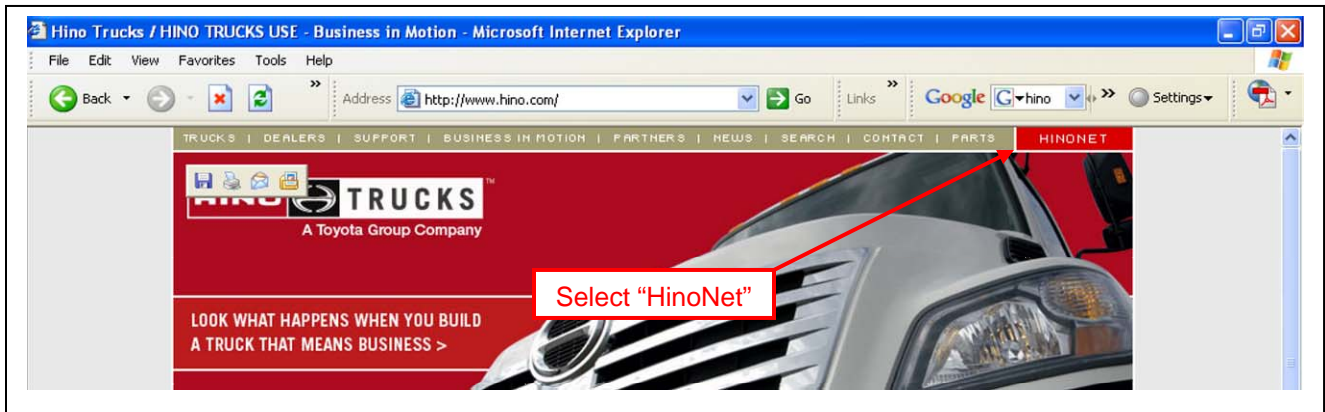 Hino Trucks / HINO TRUCKS USE - Business in Motion - Microsoft Internet Explorer
File Edit View Favorites Tools Help
Back » Address http://www.hino.com/ Go Links » Google G hino » Settings
TRUCKS | DEALERS | SUPPORT | BUSINESS IN MOTION | PARTNERS | NEWS | SEARCH | CONTACT | PARTS HINONET
HINO TRUCKS™
A Toyota Group Company
Select “HinoNet”
LOOK WHAT HAPPENS WHEN YOU BUILD
A TRUCK THAT MEANS BUSINESS >